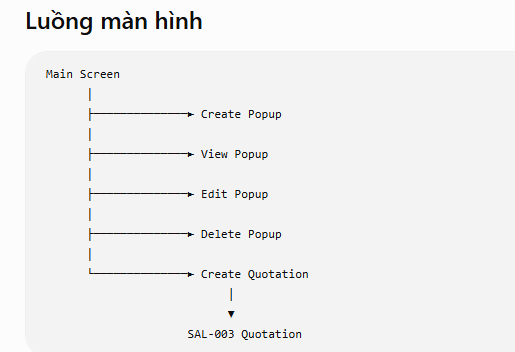 Luồng màn hình
Main Screen
Create Popup
View Popup
Edit Popup
Delete Popup
Create Quotation
SAL-003 Quotation